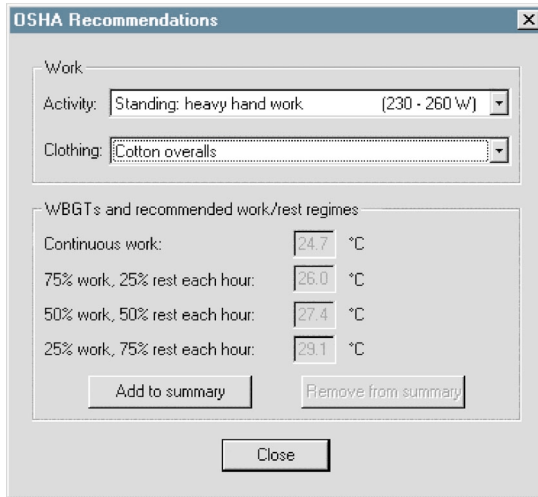 OSHA Recommendations
Work
Activity: Standing: heavy hand work (230 - 260 W)
Clothing: Cotton overalls
WBGTs and recommended work/rest regimes
Continuous work: 24.7 °C
75% work, 25% rest each hour: 26.0 °C
50% work, 50% rest each hour: 27.4 °C
25% work, 75% rest each hour: 29.1 °C
Add to summary Remove from summary
Close